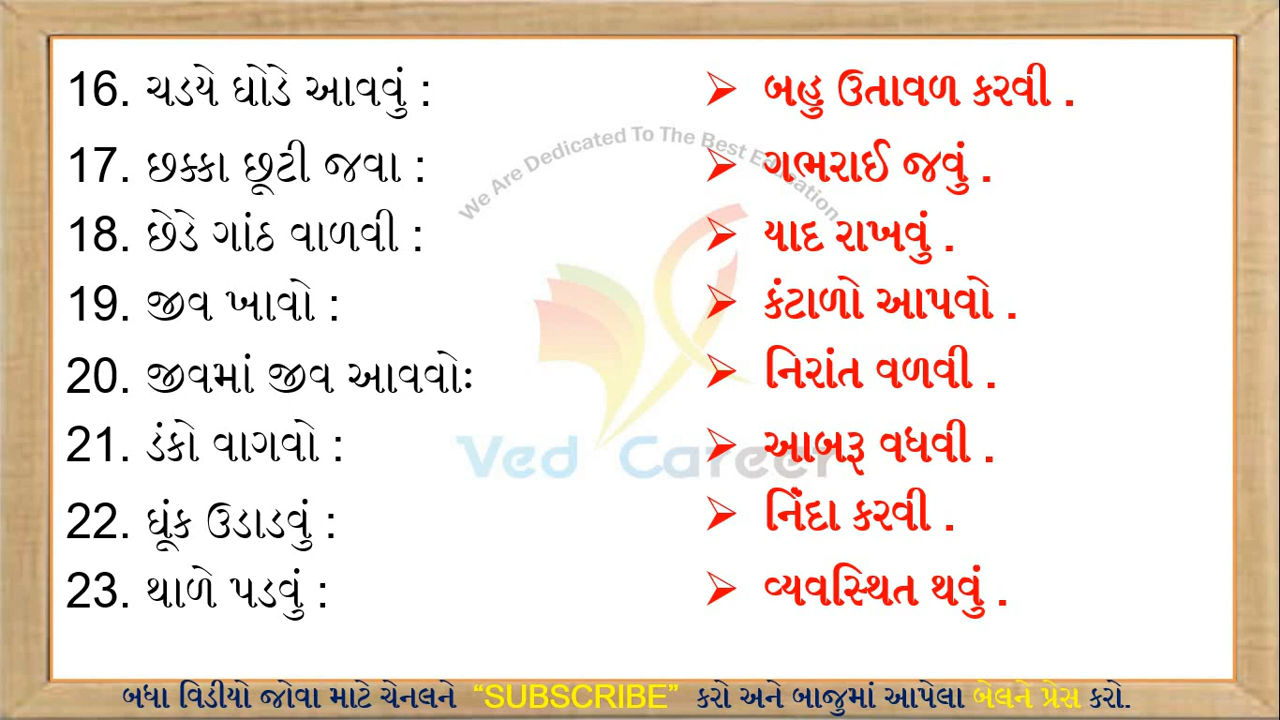 16. ચડયે ઘોડે આવવું : ➢ બહુ ઉતાવળ કરવી .
We Are Dedicated To The Best Education
17. છક્કા છૂટી જવા : ➢ ગભરાઈ જવું .
18. છેડે ગાંઠ વાળવી : ➢ યાદ રાખવું .
19. જીવ ખાવો : ➢ કંટાળો આપવો .
20. જીવમાં જીવ આવવોઃ ➢ નિરાંત વળવી .
21. ડંકો વાગવો : ➢ આબરૂ વધવી .
Ved Career
22. ઘૂંક ઉડાડવું : ➢ નિંદા કરવી .
23. થાળે પડવું : ➢ વ્યવસ્થિત થવું .
બધા વિડીયો જોવા માટે ચેનલને “SUBSCRIBE” કરો અને બાજુમાં આપેલા બેલને પ્રેસ કરો.